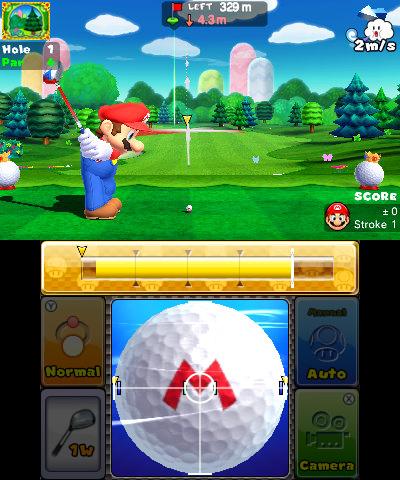 LEFT 329 m
4.3m
Hole 1
Par 4
2m/s
SCORE
± 0
Stroke 1
Y
Normal
Manual
Auto
1W
X
Camera
M